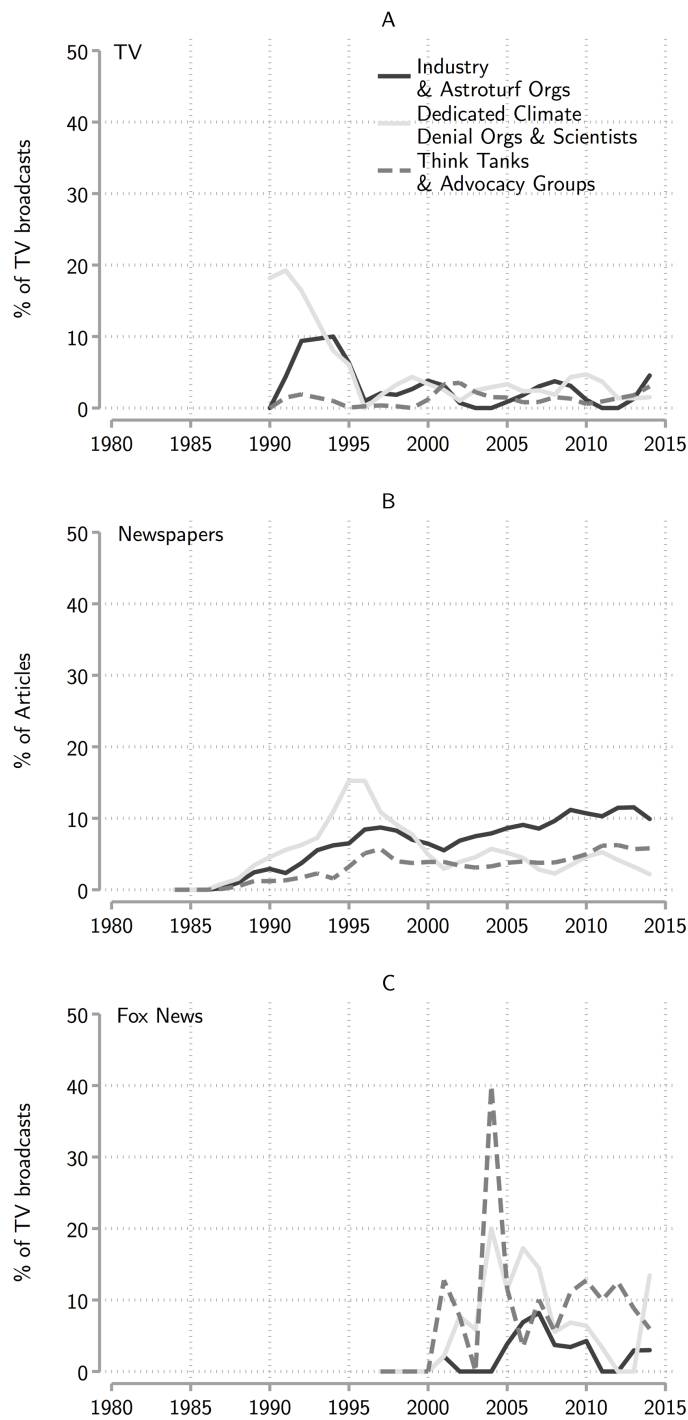 A
TV
Industry
& Astroturf Orgs
Dedicated Climate
Denial Orgs & Scientists
Think Tanks
& Advocacy Groups
% of TV broadcasts
50
40
30
20
10
0
1980 1985 1990 1995 2000 2005 2010 2015
B
Newspapers
% of Articles
50
40
30
20
10
0
1980 1985 1990 1995 2000 2005 2010 2015
C
Fox News
% of TV broadcasts
50
40
30
20
10
0
1980 1985 1990 1995 2000 2005 2010 2015